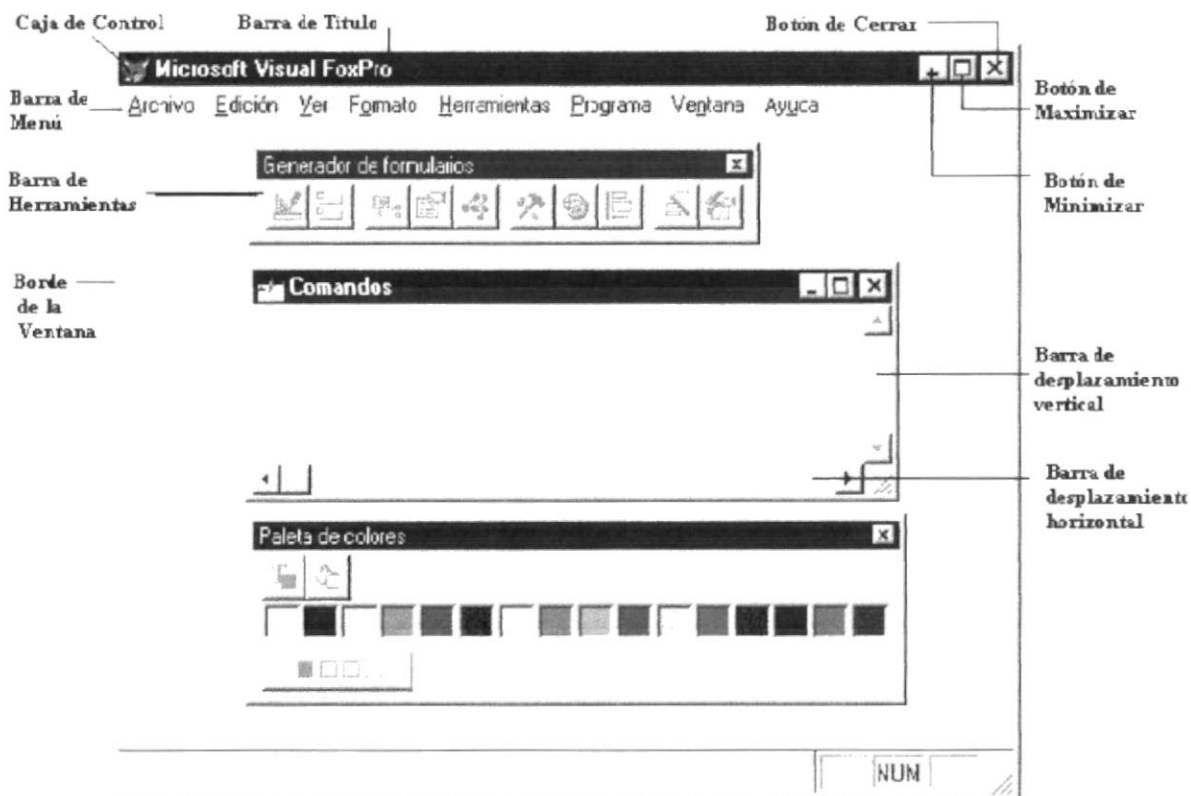 Caja de Control
Barra de Titulo
Botón de Cerrar
Microsoft Visual FoxPro
Barra de
Menú
Archivo Edición Ver Formato Herramientas Programa Ventana Ayuca
Botón de
Maximizar
Generador de formularios
Barra de
Herramientas
Botón de
Minimizar
Borde
de la
Ventana
Comandos
Barra de
desplazamiento
vertical
Barra de
desplazamiento
horizontal
Paleta de colores
NUM